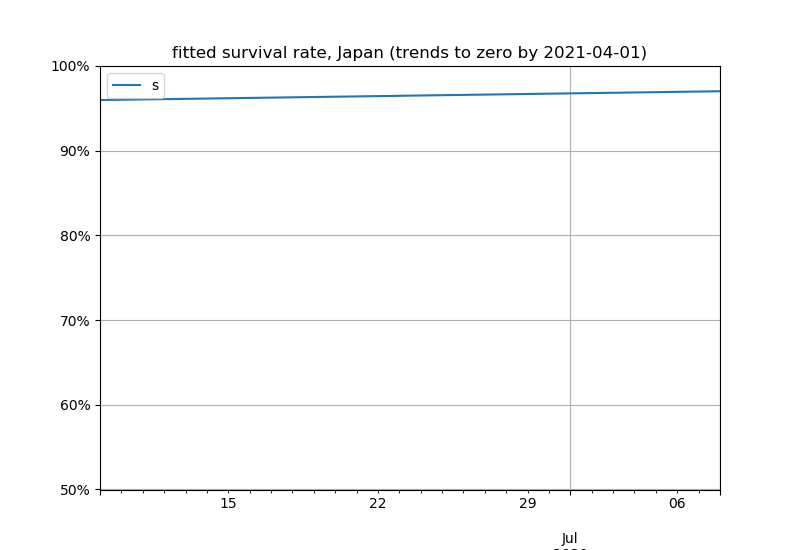 fitted survival rate, Japan (trends to zero by 2021-04-01)
100%
s
90%
80%
70%
60%
50%
15 22 29 06
Jul